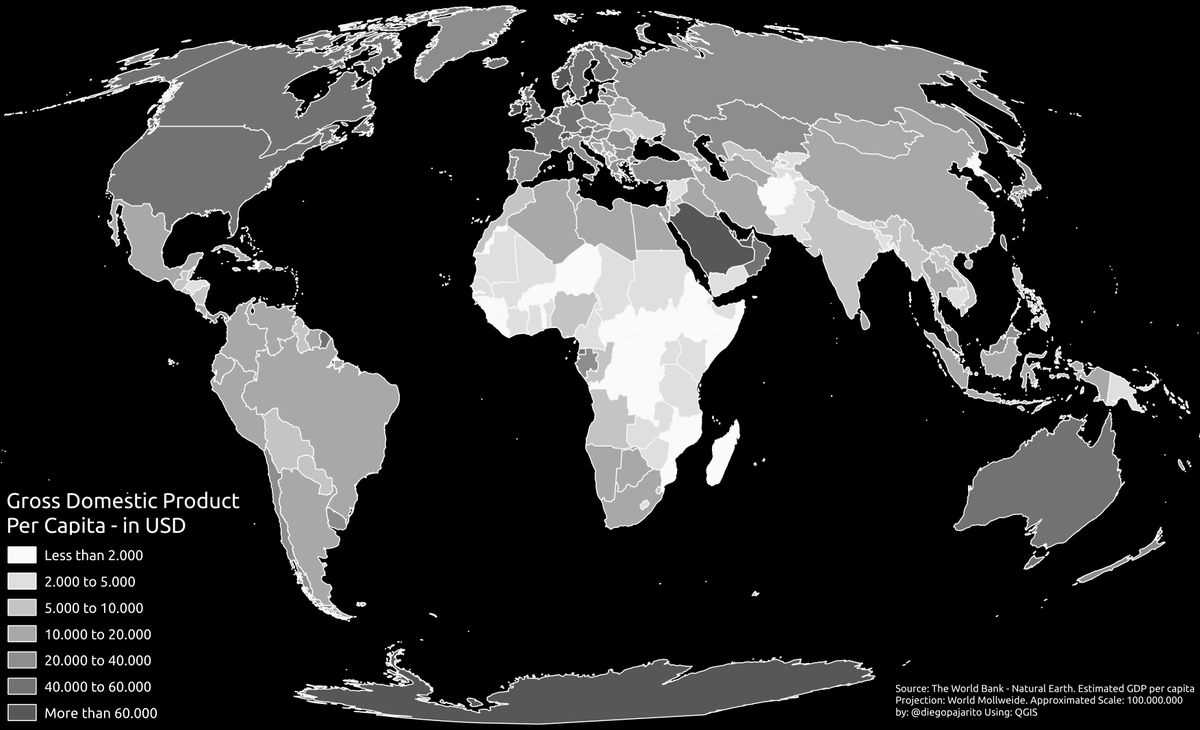 Gross Domestic Product
Per Capita - in USD
Less than 2.000
2.000 to 5.000
5.000 to 10.000
10.000 to 20.000
20.000 to 40.000
40.000 to 60.000
More than 60.000
Source: The World Bank - Natural Earth. Estimated GDP per capita
Projection: World Mollweide. Approximated Scale: 100.000.000
by: @diegopajarito Using: QGIS